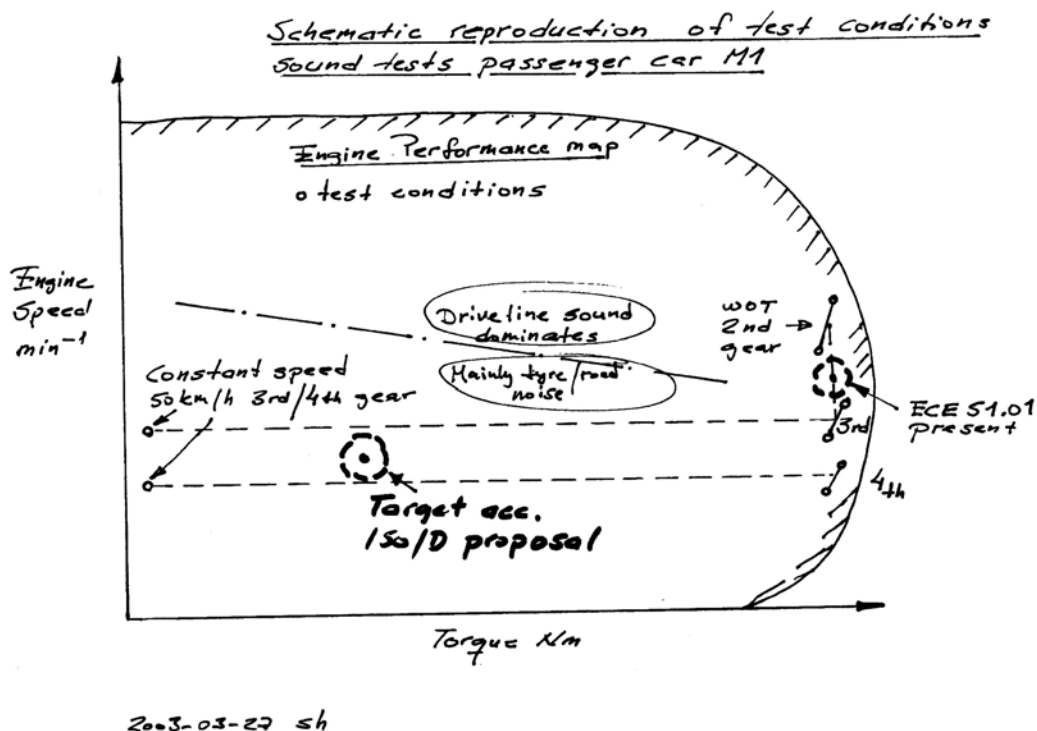 Schematic reproduction of test conditions
sound tests passenger car M1
Engine Performance map
o test conditions
Engine
Speed
min⁻¹
Driveline sound
dominates
Mainly tyre/road
noise
WOT
2nd
gear
Constant speed
50 km/h 3rd/4th gear
ECE 51.01
present
3rd
4th
Target acc.
ISO/D proposal
Torque Nm
2003-03-27 sh